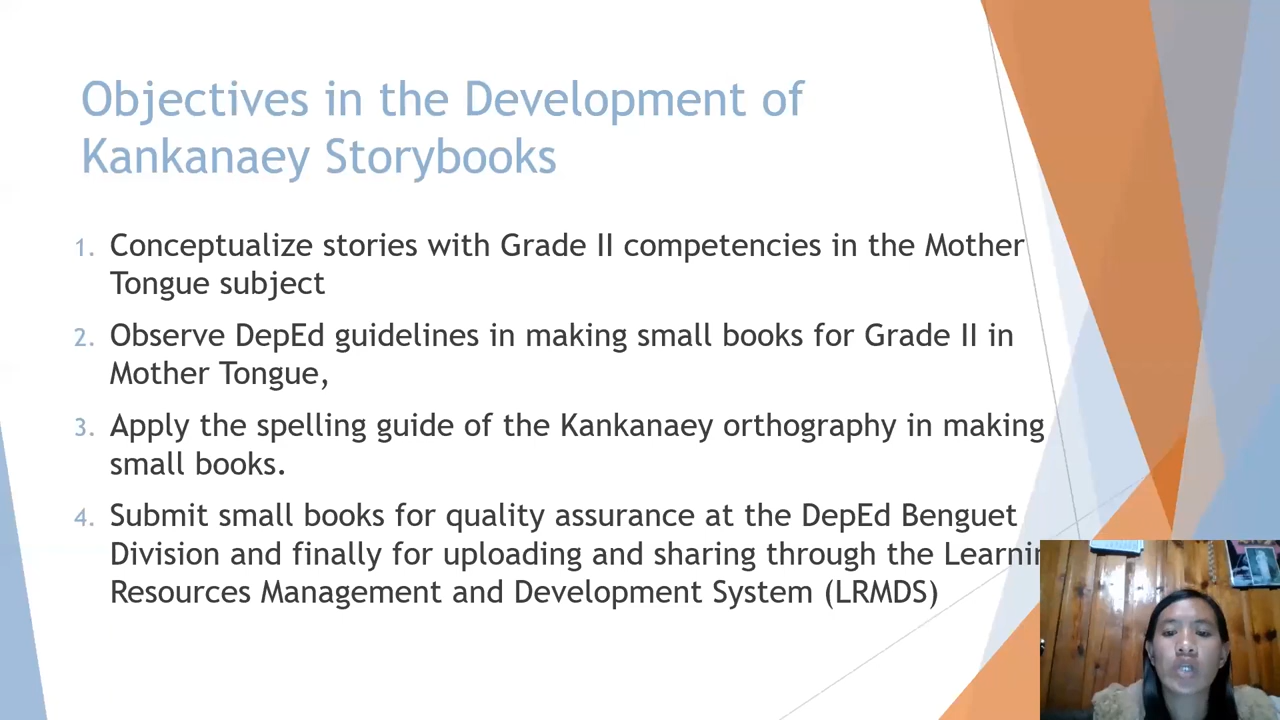 Objectives in the Development of
Kankanaey Storybooks
1. Conceptualize stories with Grade II competencies in the Mother
Tongue subject
2. Observe DepEd guidelines in making small books for Grade II in
Mother Tongue,
3. Apply the spelling guide of the Kankanaey orthography in making
small books.
4. Submit small books for quality assurance at the DepEd Benguet
Division and finally for uploading and sharing through the Learnin
Resources Management and Development System (LRMDS)